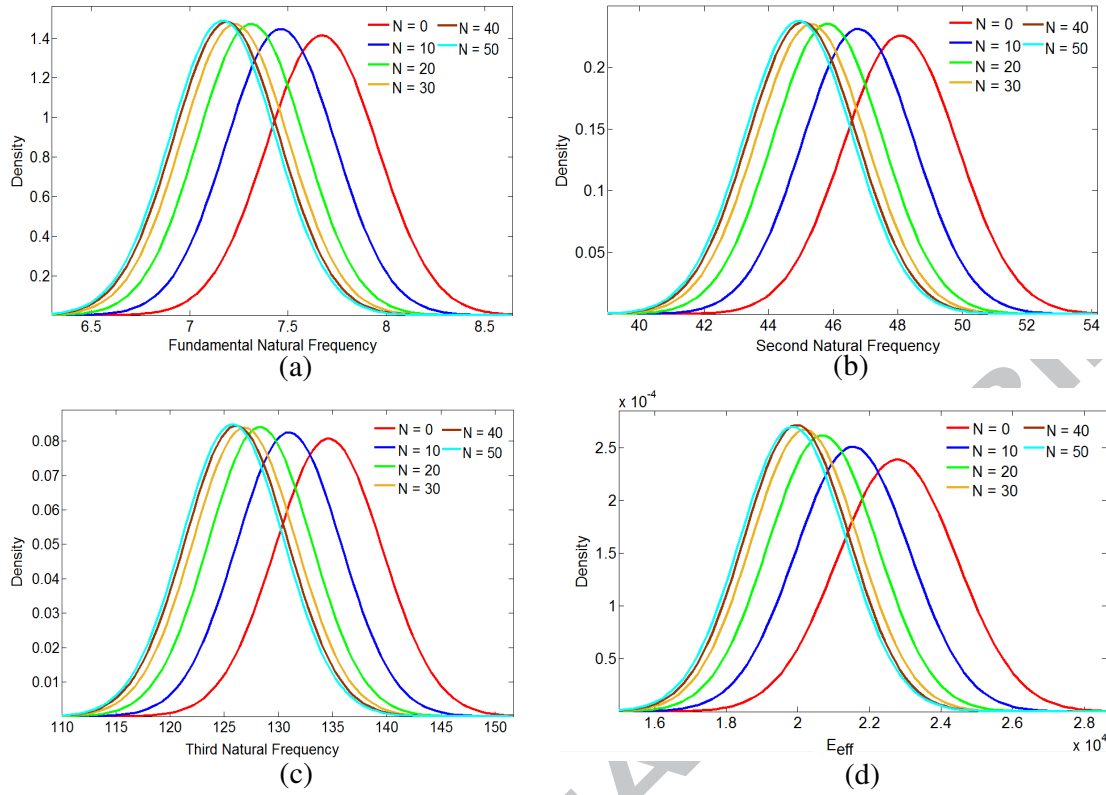 1.4
1.2
1
0.8
0.6
0.4
0.2
Density
N = 0
N = 10
N = 20
N = 30
N = 40
N = 50
6.5 7 7.5 8 8.5
Fundamental Natural Frequency
(a)
0.2
0.15
0.1
0.05
Density
N = 0
N = 10
N = 20
N = 30
N = 40
N = 50
40 42 44 46 48 50 52 54
Second Natural Frequency
(b)
0.08
0.07
0.06
0.05
0.04
0.03
0.02
0.01
Density
N = 0
N = 10
N = 20
N = 30
N = 40
N = 50
110 115 120 125 130 135 140 145 150
Third Natural Frequency
(c)
x 10-4
2.5
2
1.5
1
0.5
Density
N = 0
N = 10
N = 20
N = 30
N = 40
N = 50
1.6 1.8 2 2.2 2.4 2.6 2.8
x 104
Eeff
(d)